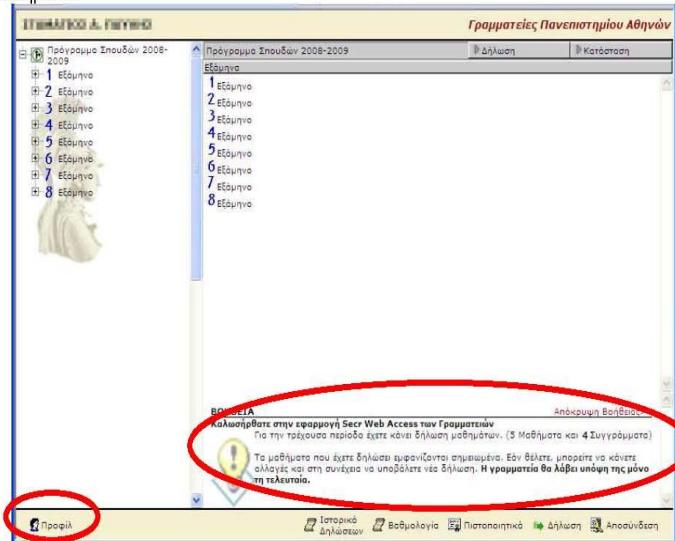 Γραμματείες Πανεπιστημίου Αθηνών
Πρόγραμμα Σπουδών 2008-
2009
1 Εξάμηνο
2 Εξάμηνο
3 Εξάμηνο
4 Εξάμηνο
5 Εξάμηνο
6 Εξάμηνο
7 Εξάμηνο
8 Εξάμηνο
Πρόγραμμα Σπουδών 2008-2009 Δήλωση Κατάσταση
Εξάμηνο
1 Εξάμηνο
2 Εξάμηνο
3 Εξάμηνο
4 Εξάμηνο
5 Εξάμηνο
6 Εξάμηνο
7 Εξάμηνο
8 Εξάμηνο
ΒΟΗΘΕΙΑ Απόκρυψη Βοήθειας
Καλωσήρθατε στην εφαρμογή Secr Web Access των Γραμματειών
Για την τρέχουσα περίοδο έχετε κάνει δήλωση μαθημάτων. (5 Μαθήματα και 4 Συγγράμματα)
Τα μαθήματα που έχετε δηλώσει εμφανίζονται σημειωμένα. Εάν θέλετε, μπορείτε να κάνετε
αλλαγές και στη συνέχεια να υποβάλετε νέα δήλωση. Η γραμματεία θα λάβει υπόψη της μόνο
τη τελευταία.
Προφίλ Ιστορικό Δηλώσεων Βαθμολογία Πιστοποιητικά Δήλωση Αποσύνδεση